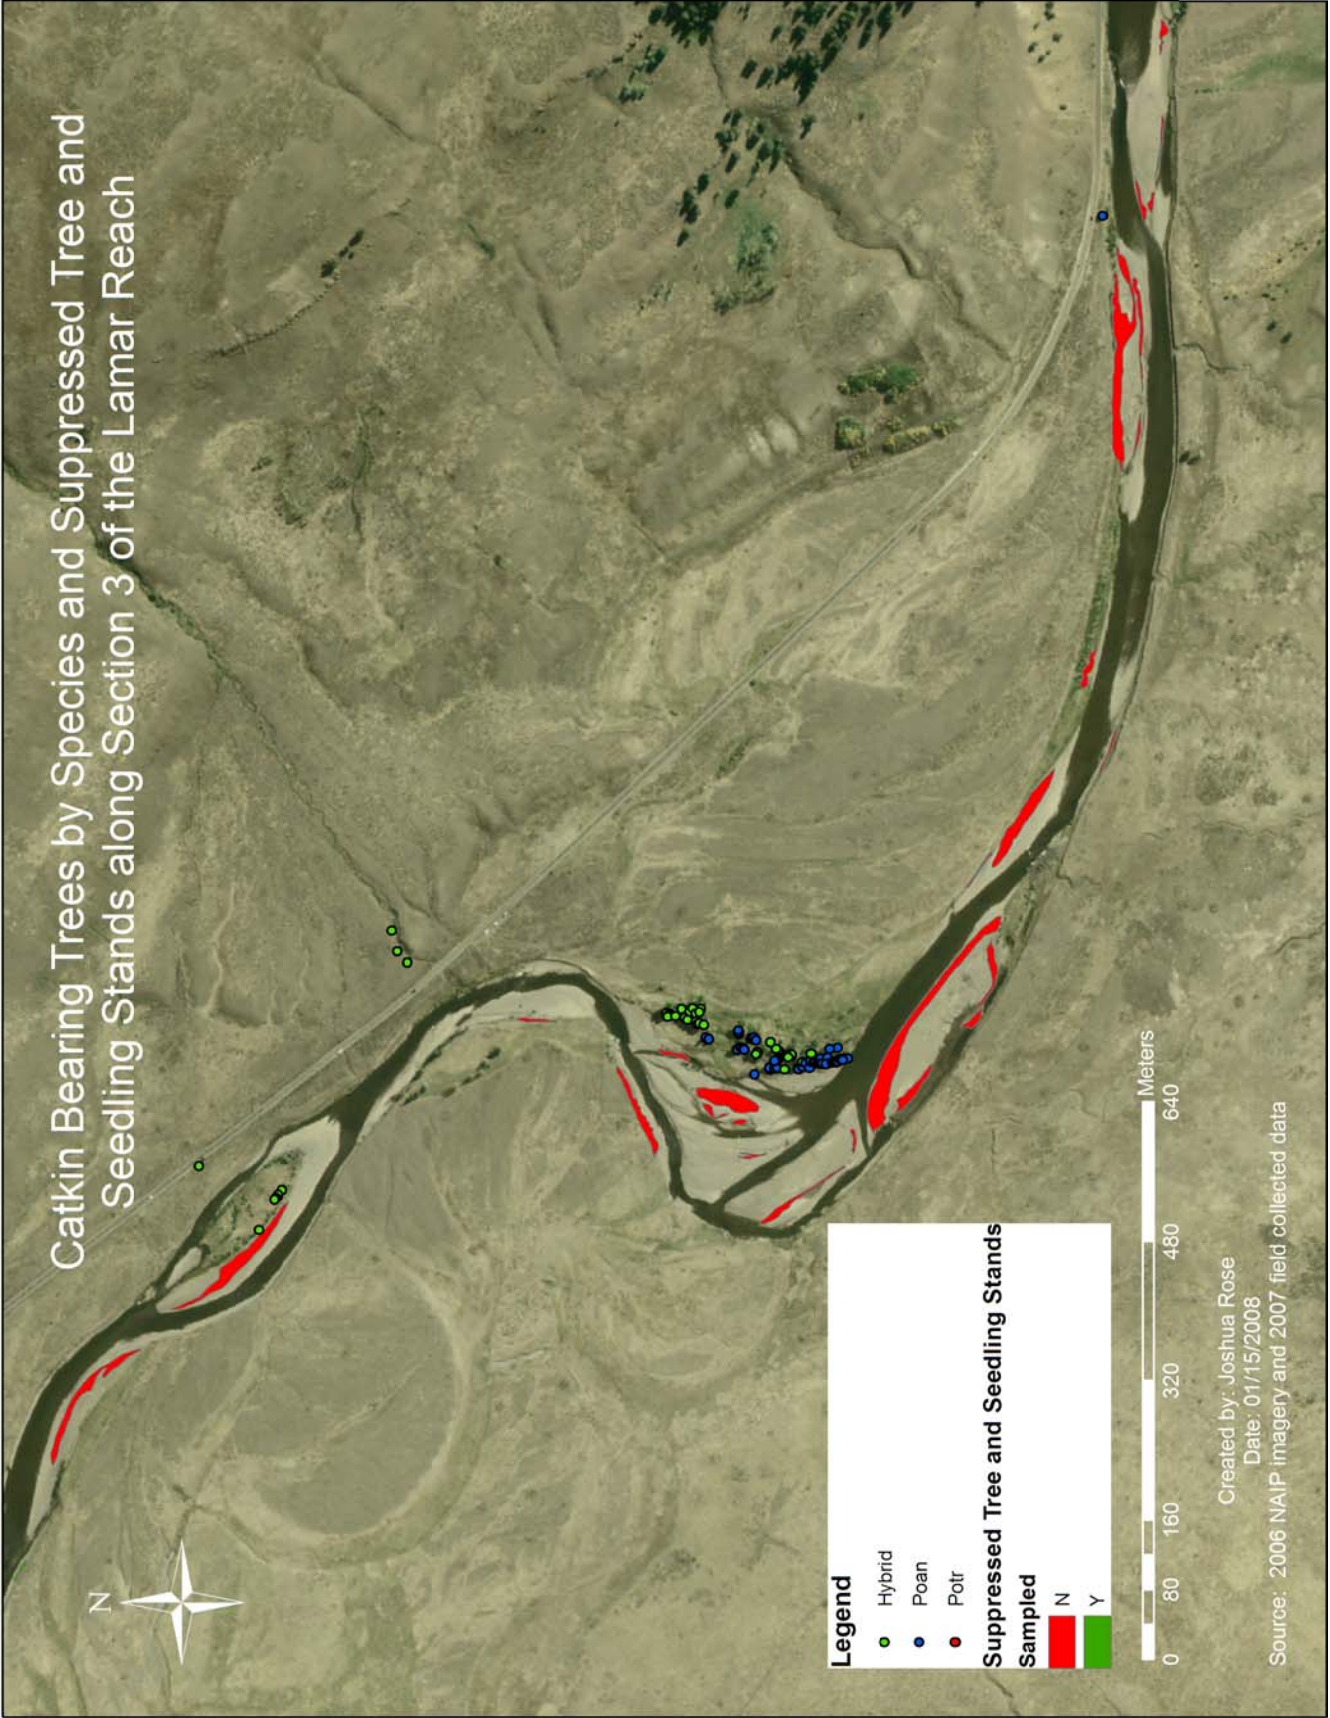 Catkin Bearing Trees by Species and Suppressed Tree and
Seedling Stands along Section 3 of the Lamar Reach
N
Legend
Hybrid
Poan
Potr
Suppressed Tree and Seedling Stands
Sampled
N
Y
0 80 160 320 480 640
Meters
Created by: Joshua Rose
Date: 01/15/2008
Source: 2006 NAIP imagery and 2007 field collected data